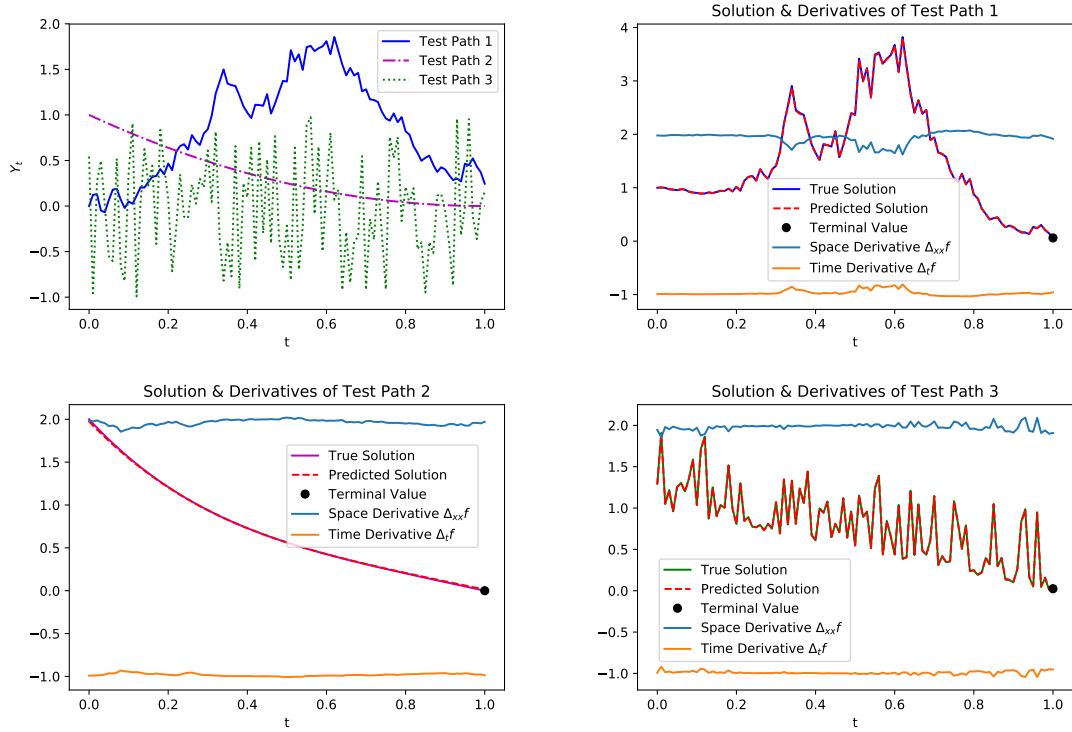 2.0
1.5
1.0
0.5
0.0
−0.5
−1.0
Y_t
0.0 0.2 0.4 0.6 0.8 1.0
t
Test Path 1
Test Path 2
Test Path 3
Solution & Derivatives of Test Path 1
4
3
2
1
0
−1
0.0 0.2 0.4 0.6 0.8 1.0
t
True Solution
Predicted Solution
Terminal Value
Space Derivative Δ_{xx}f
Time Derivative Δ_t f
Solution & Derivatives of Test Path 2
2.0
1.5
1.0
0.5
0.0
−0.5
−1.0
0.0 0.2 0.4 0.6 0.8 1.0
t
True Solution
Predicted Solution
Terminal Value
Space Derivative Δ_{xx}f
Time Derivative Δ_t f
Solution & Derivatives of Test Path 3
2.0
1.5
1.0
0.5
0.0
−0.5
−1.0
0.0 0.2 0.4 0.6 0.8 1.0
t
True Solution
Predicted Solution
Terminal Value
Space Derivative Δ_{xx}f
Time Derivative Δ_t f